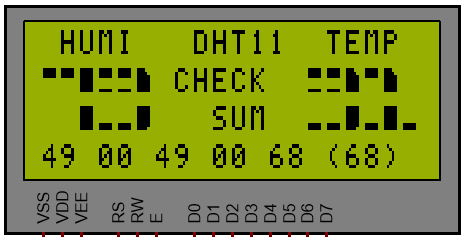 HUMI DHT11 TEMP
CHECK
SUM
49 00 49 00 68 (68)
VSS VDD VEE RS RW E D0 D1 D2 D3 D4 D5 D6 D7